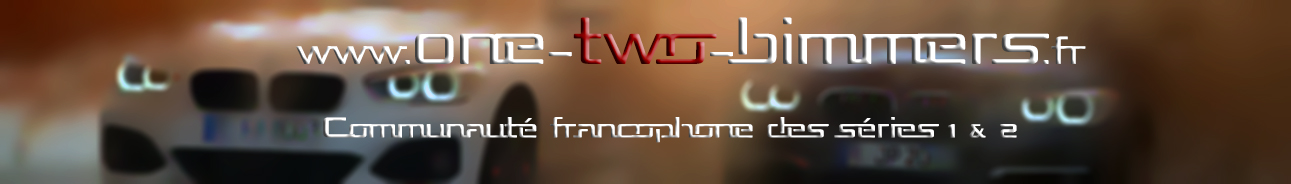 www.one-two-bimmers.fr
Communauté francophone des séries 1 & 2